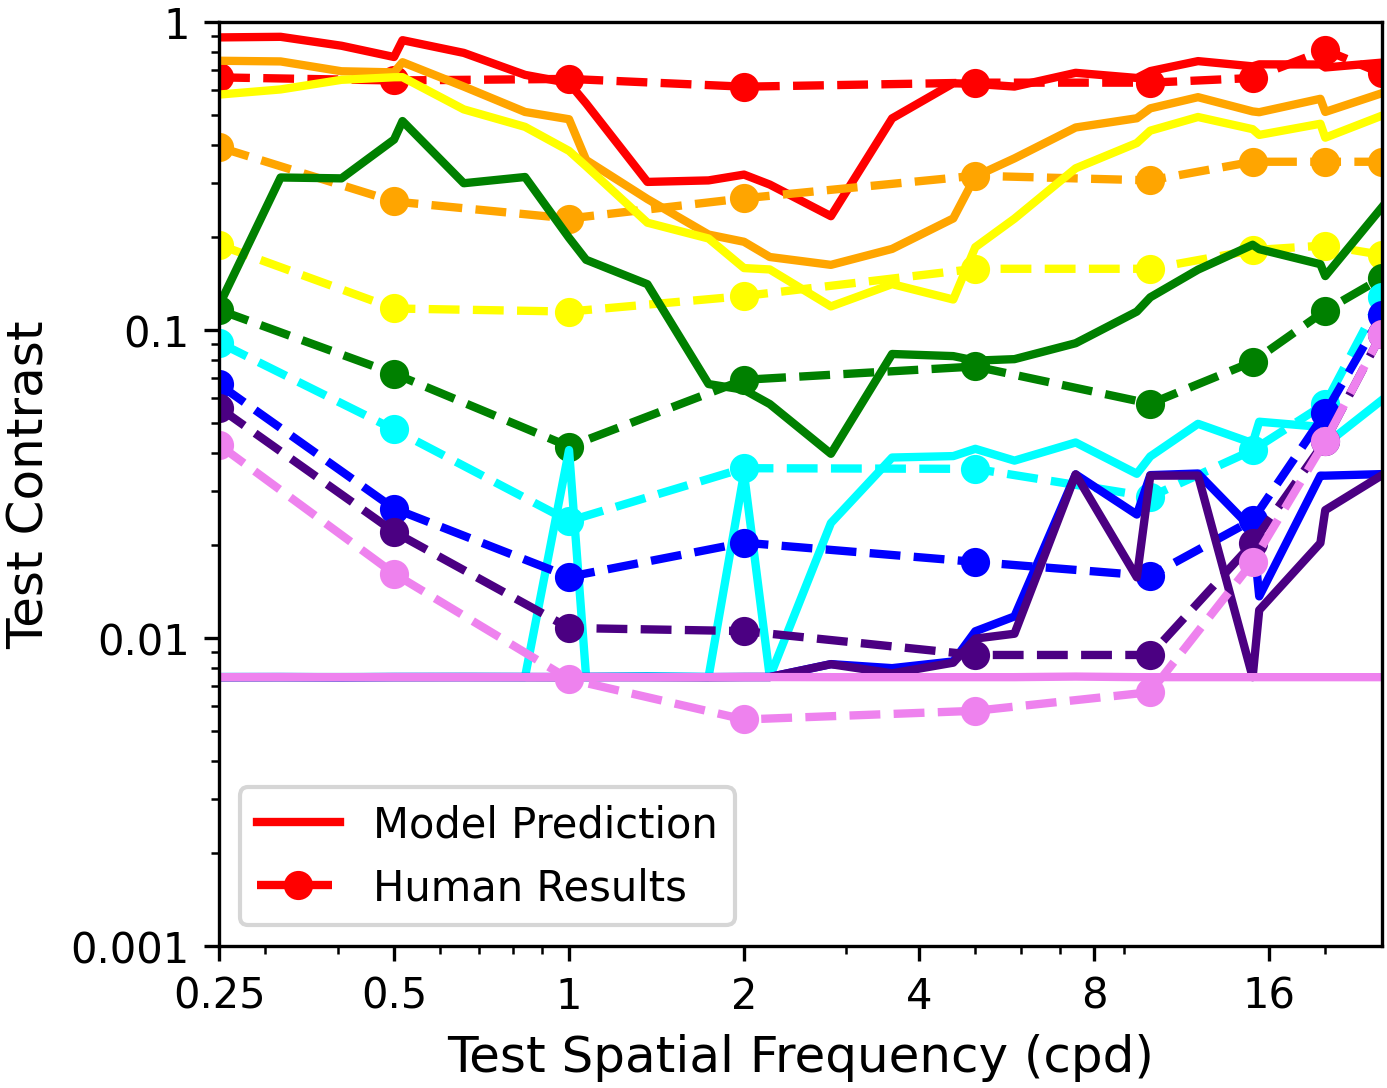 1
0.1
0.01
0.001
Test Contrast
Model Prediction
Human Results
0.25 0.5 1 2 4 8 16
Test Spatial Frequency (cpd)